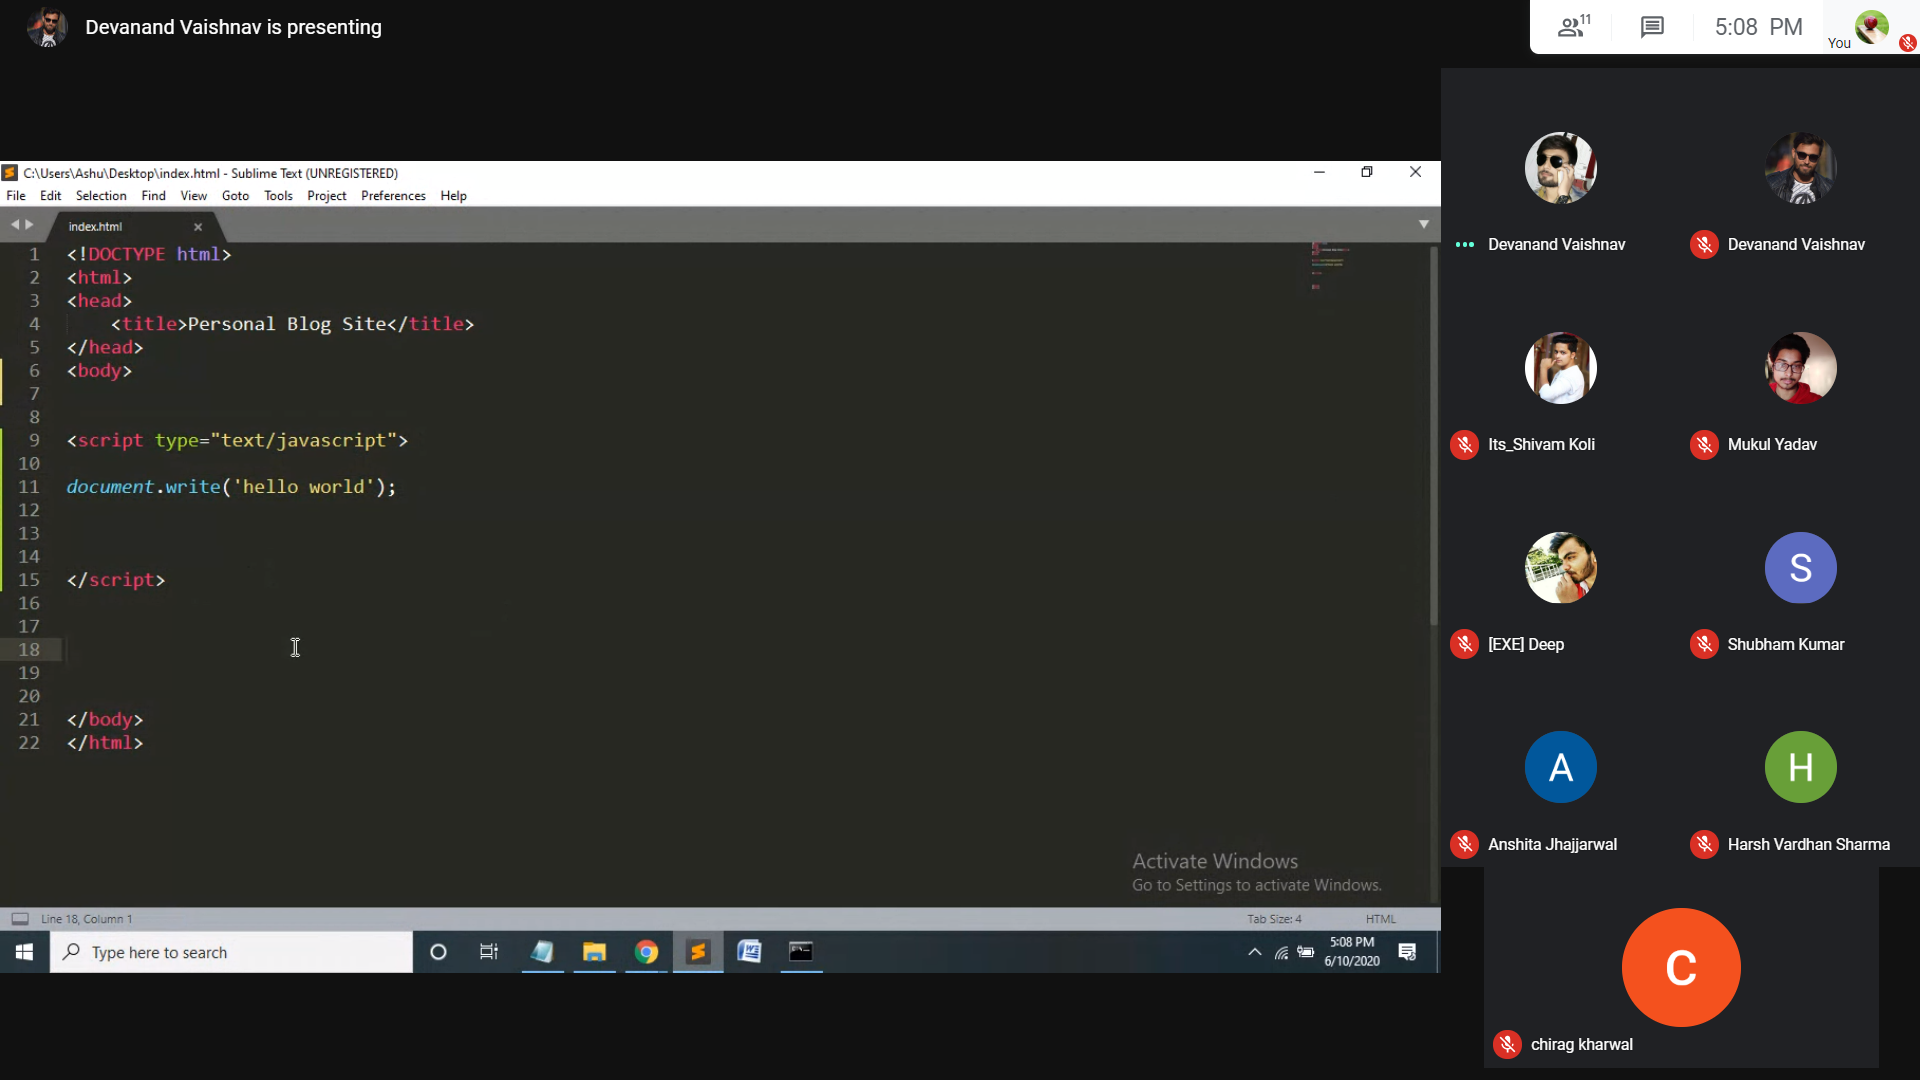 Devanand Vaishnav is presenting
11
5:08 PM
You
C:\Users\Ashu\Desktop\index.html - Sublime Text (UNREGISTERED)
File Edit Selection Find View Goto Tools Project Preferences Help
index.html
1 <!DOCTYPE html>
2 <html>
3 <head>
4 <title>Personal Blog Site</title>
5 </head>
6 <body>
7
8
9 <script type="text/javascript">
10
11 document.write('hello world');
12
13
14
15 </script>
16
17
18
19
20
21 </body>
22 </html>
Activate Windows
Go to Settings to activate Windows.
Line 18, Column 1
Tab Size: 4
HTML
Type here to search
5:08 PM
6/10/2020
Devanand Vaishnav
Devanand Vaishnav
Its_Shivam Koli
Mukul Yadav
[EXE] Deep
S
Shubham Kumar
A
Anshita Jhajjarwal
H
Harsh Vardhan Sharma
C
chirag kharwal